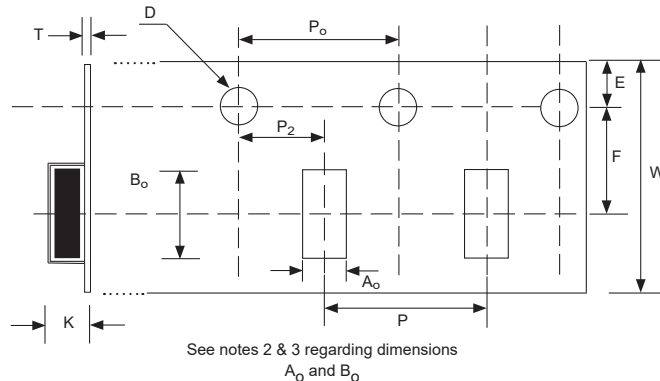 D
T
Po
E
P2
F
W
Bo
Ao
K
P
See notes 2 & 3 regarding dimensions
Ao and Bo